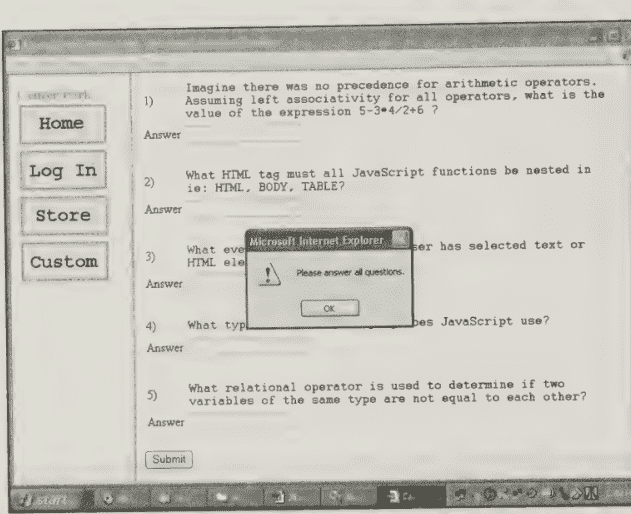 Home
Log In
Store
Custom
1) Imagine there was no precedence for arithmetic operators.
Assuming left associativity for all operators, what is the
value of the expression 5-3*4/2+6 ?
Answer
2) What HTML tag must all JavaScript functions be nested in
ie: HTML, BODY, TABLE?
Answer
3) What eve
ser has selected text or
HTML ele
Answer
4) What typ
oes JavaScript use?
Answer
5) What relational operator is used to determine if two
variables of the same type are not equal to each other?
Answer
Submit
Microsoft Internet Explorer
Please answer all questions.
OK
start